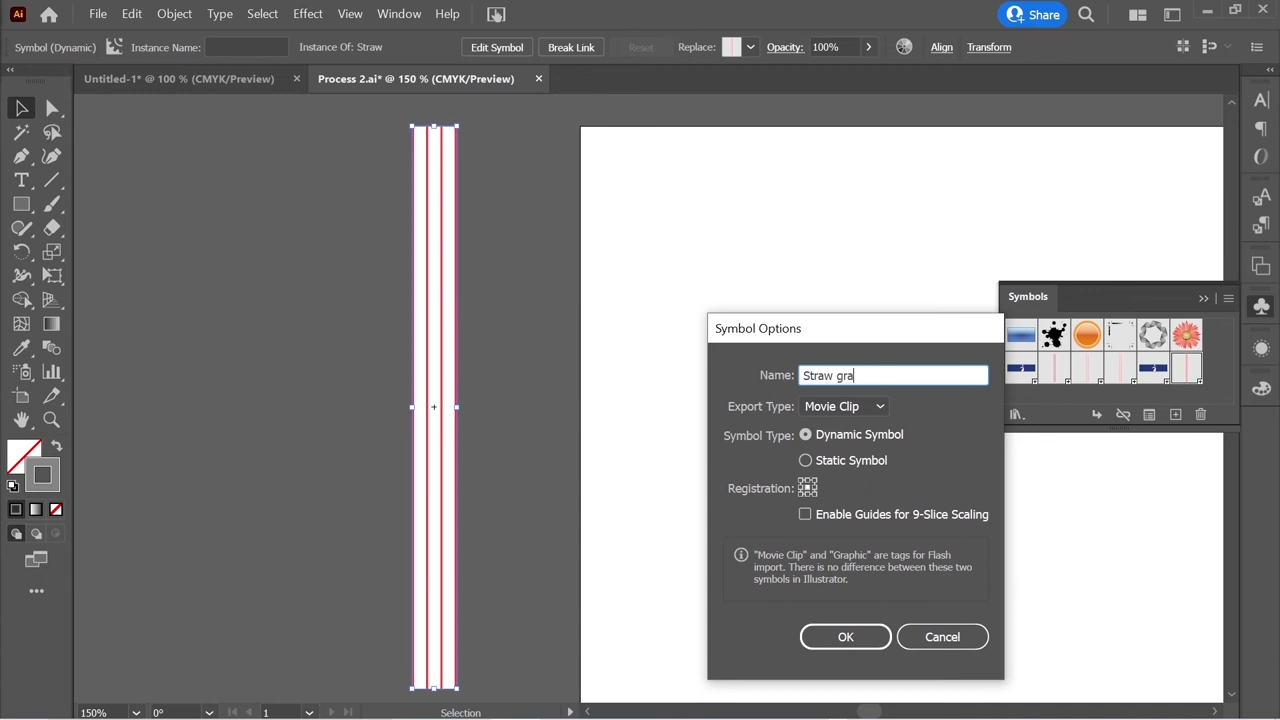 Ai File Edit Object Type Select Effect View Window Help Share
Symbol (Dynamic) Instance Name: Instance Of: Straw Edit Symbol Break Link Reset Replace: Opacity: 100% Align Transform
Untitled-1* @ 100 % (CMYK/Preview) Process 2.ai* @ 150 % (CMYK/Preview)
Symbols
Symbol Options
Name: Straw gra
Export Type: Movie Clip
Symbol Type: Dynamic Symbol
Static Symbol
Registration:
Enable Guides for 9-Slice Scaling
"Movie Clip" and "Graphic" are tags for Flash
import. There is no difference between these two
symbols in Illustrator.
OK Cancel
150% 0° 1 Selection